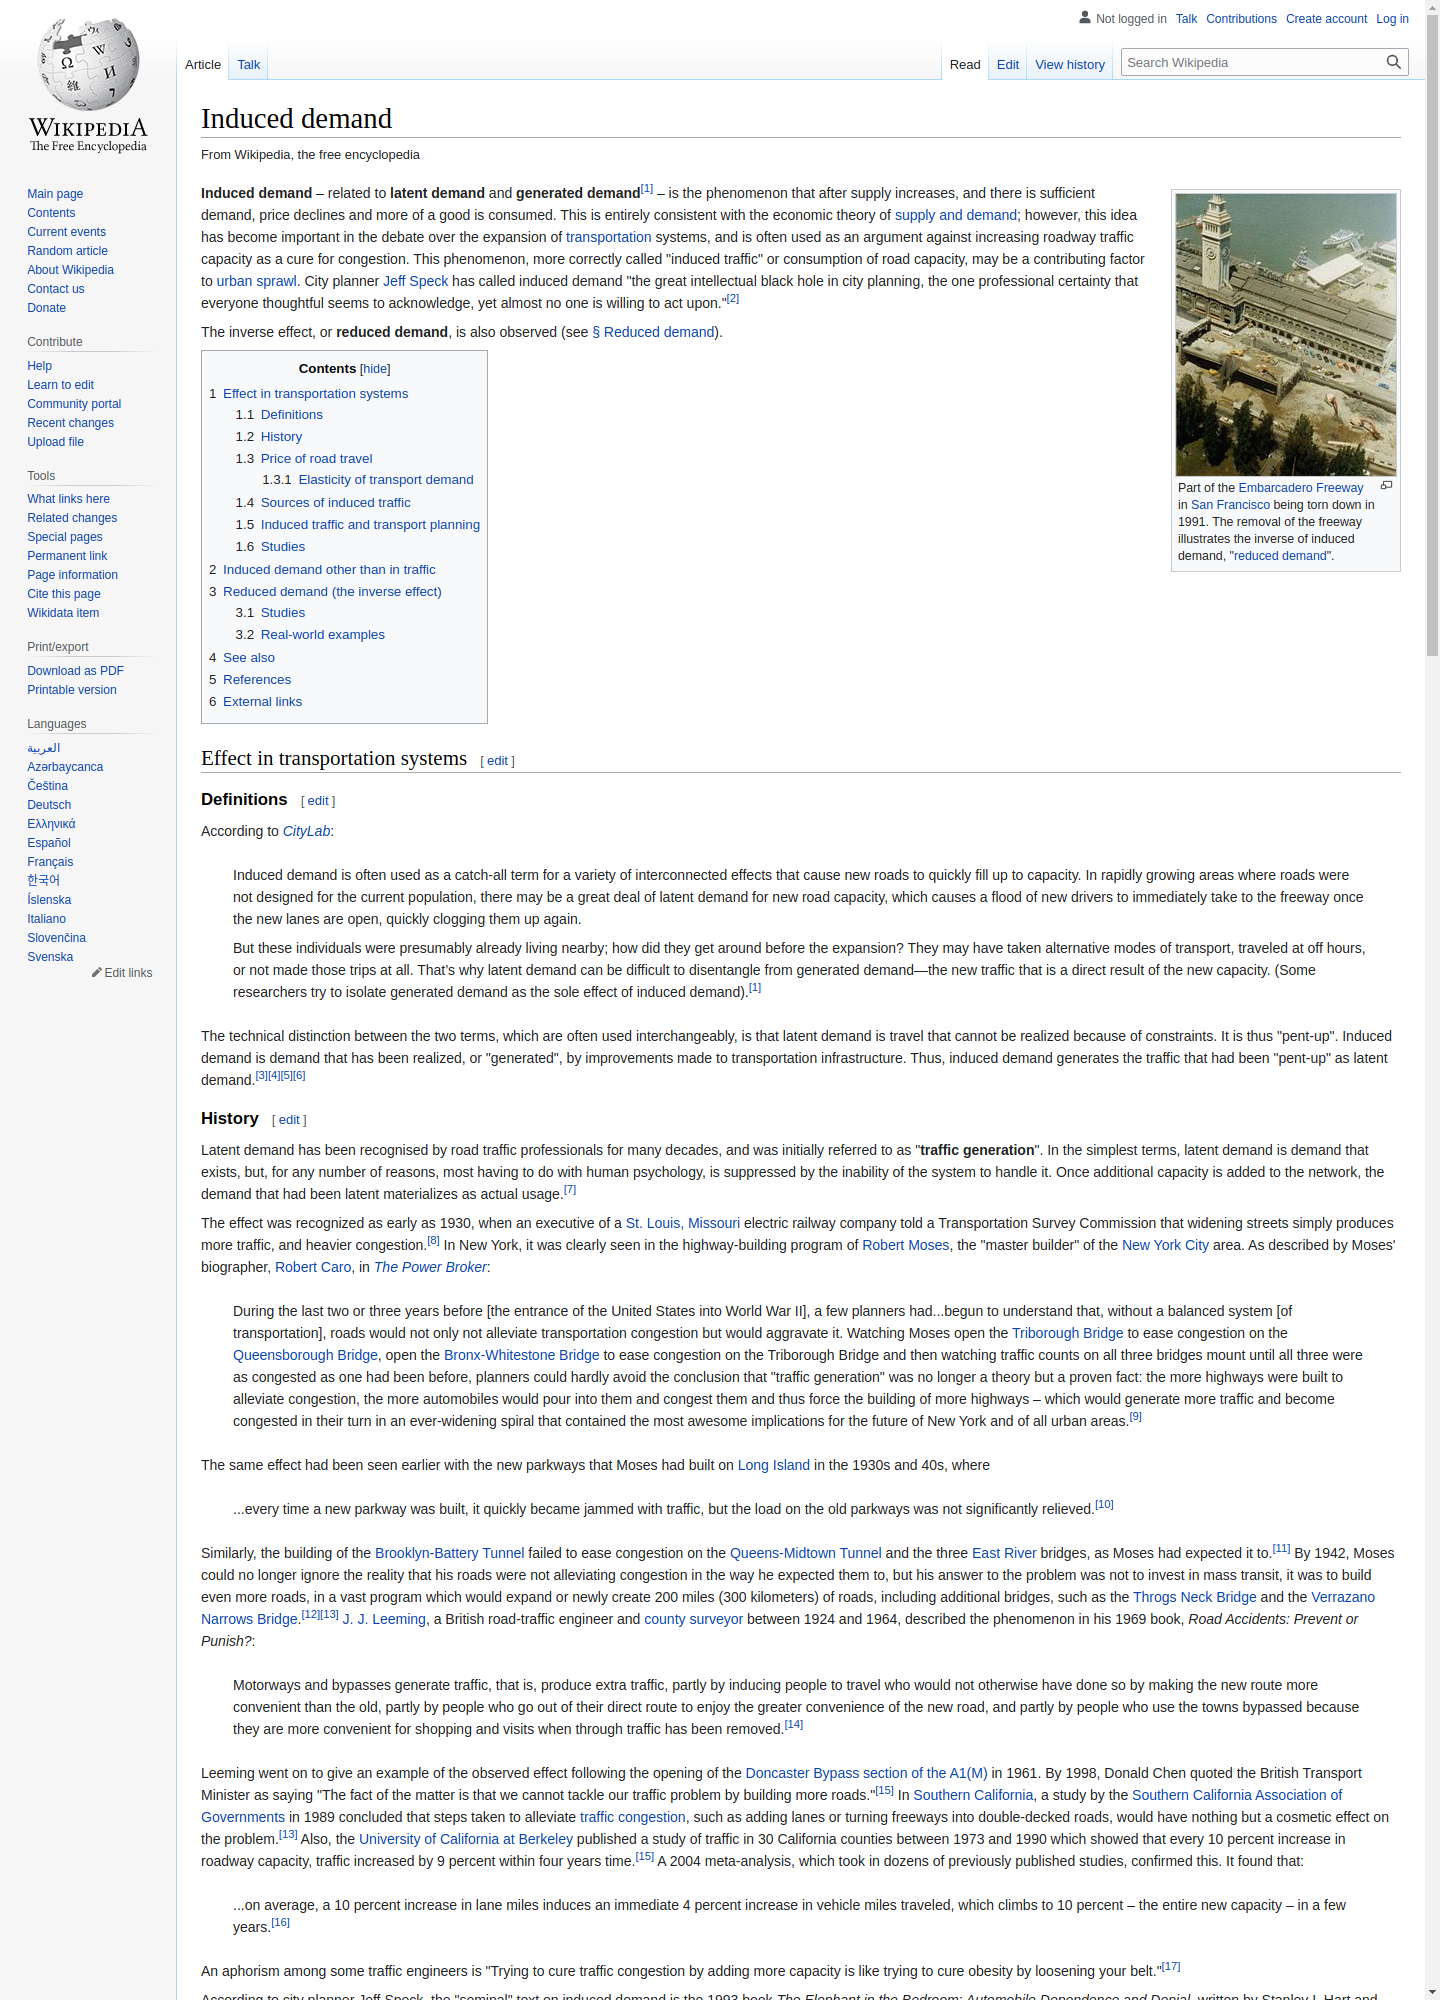 WIKIPEDIA
The Free Encyclopedia
Not logged in Talk Contributions Create account Log in
Article Talk Read Edit View history Search Wikipedia
Main page
Contents
Current events
Random article
About Wikipedia
Contact us
Donate
Contribute
Help
Learn to edit
Community portal
Recent changes
Upload file
Tools
What links here
Related changes
Special pages
Permanent link
Page information
Cite this page
Wikidata item
Print/export
Download as PDF
Printable version
Languages
العربية
Azərbaycanca
Čeština
Deutsch
Ελληνικά
Español
Français
한국어
Íslenska
Italiano
Slovenčina
Svenska
Edit links
Induced demand
From Wikipedia, the free encyclopedia
Induced demand – related to latent demand and generated demand[1] – is the phenomenon that after supply increases, and there is sufficient
demand, price declines and more of a good is consumed. This is entirely consistent with the economic theory of supply and demand; however, this idea
has become important in the debate over the expansion of transportation systems, and is often used as an argument against increasing roadway traffic
capacity as a cure for congestion. This phenomenon, more correctly called "induced traffic" or consumption of road capacity, may be a contributing factor
to urban sprawl. City planner Jeff Speck has called induced demand "the great intellectual black hole in city planning, the one professional certainty that
everyone thoughtful seems to acknowledge, yet almost no one is willing to act upon."[2]
The inverse effect, or reduced demand, is also observed (see § Reduced demand).
Part of the Embarcadero Freeway
in San Francisco being torn down in
1991. The removal of the freeway
illustrates the inverse of induced
demand, "reduced demand".
Contents [hide]
1 Effect in transportation systems
1.1 Definitions
1.2 History
1.3 Price of road travel
1.3.1 Elasticity of transport demand
1.4 Sources of induced traffic
1.5 Induced traffic and transport planning
1.6 Studies
2 Induced demand other than in traffic
3 Reduced demand (the inverse effect)
3.1 Studies
3.2 Real-world examples
4 See also
5 References
6 External links
Effect in transportation systems [ edit ]
Definitions [ edit ]
According to CityLab:
Induced demand is often used as a catch-all term for a variety of interconnected effects that cause new roads to quickly fill up to capacity. In rapidly growing areas where roads were
not designed for the current population, there may be a great deal of latent demand for new road capacity, which causes a flood of new drivers to immediately take to the freeway once
the new lanes are open, quickly clogging them up again.
But these individuals were presumably already living nearby; how did they get around before the expansion? They may have taken alternative modes of transport, traveled at off hours,
or not made those trips at all. That's why latent demand can be difficult to disentangle from generated demand—the new traffic that is a direct result of the new capacity. (Some
researchers try to isolate generated demand as the sole effect of induced demand).[1]
The technical distinction between the two terms, which are often used interchangeably, is that latent demand is travel that cannot be realized because of constraints. It is thus "pent-up". Induced
demand is demand that has been realized, or "generated", by improvements made to transportation infrastructure. Thus, induced demand generates the traffic that had been "pent-up" as latent
demand.[3][4][5][6]
History [ edit ]
Latent demand has been recognised by road traffic professionals for many decades, and was initially referred to as "traffic generation". In the simplest terms, latent demand is demand that
exists, but, for any number of reasons, most having to do with human psychology, is suppressed by the inability of the system to handle it. Once additional capacity is added to the network, the
demand that had been latent materializes as actual usage.[7]
The effect was recognized as early as 1930, when an executive of a St. Louis, Missouri electric railway company told a Transportation Survey Commission that widening streets simply produces
more traffic, and heavier congestion.[8] In New York, it was clearly seen in the highway-building program of Robert Moses, the "master builder" of the New York City area. As described by Moses'
biographer, Robert Caro, in The Power Broker:
During the last two or three years before [the entrance of the United States into World War II], a few planners had...begun to understand that, without a balanced system [of
transportation], roads would not only not alleviate transportation congestion but would aggravate it. Watching Moses open the Triborough Bridge to ease congestion on the
Queensborough Bridge, open the Bronx-Whitestone Bridge to ease congestion on the Triborough Bridge and then watching traffic counts on all three bridges mount until all three were
as congested as one had been before, planners could hardly avoid the conclusion that "traffic generation" was no longer a theory but a proven fact: the more highways were built to
alleviate congestion, the more automobiles would pour into them and congest them and thus force the building of more highways – which would generate more traffic and become
congested in their turn in an ever-widening spiral that contained the most awesome implications for the future of New York and of all urban areas.[9]
The same effect had been seen earlier with the new parkways that Moses had built on Long Island in the 1930s and 40s, where
...every time a new parkway was built, it quickly became jammed with traffic, but the load on the old parkways was not significantly relieved.[10]
Similarly, the building of the Brooklyn-Battery Tunnel failed to ease congestion on the Queens-Midtown Tunnel and the three East River bridges, as Moses had expected it to.[11] By 1942, Moses
could no longer ignore the reality that his roads were not alleviating congestion in the way he expected them to, but his answer to the problem was not to invest in mass transit, it was to build
even more roads, in a vast program which would expand or newly create 200 miles (300 kilometers) of roads, including additional bridges, such as the Throgs Neck Bridge and the Verrazano
Narrows Bridge.[12][13] J. J. Leeming, a British road-traffic engineer and county surveyor between 1924 and 1964, described the phenomenon in his 1969 book, Road Accidents: Prevent or
Punish?:
Motorways and bypasses generate traffic, that is, produce extra traffic, partly by inducing people to travel who would not otherwise have done so by making the new route more
convenient than the old, partly by people who go out of their direct route to enjoy the greater convenience of the new road, and partly by people who use the towns bypassed because
they are more convenient for shopping and visits when through traffic has been removed.[14]
Leeming went on to give an example of the observed effect following the opening of the Doncaster Bypass section of the A1(M) in 1961. By 1998, Donald Chen quoted the British Transport
Minister as saying "The fact of the matter is that we cannot tackle our traffic problem by building more roads."[15] In Southern California, a study by the Southern California Association of
Governments in 1989 concluded that steps taken to alleviate traffic congestion, such as adding lanes or turning freeways into double-decked roads, would have nothing but a cosmetic effect on
the problem.[13] Also, the University of California at Berkeley published a study of traffic in 30 California counties between 1973 and 1990 which showed that every 10 percent increase in
roadway capacity, traffic increased by 9 percent within four years time.[15] A 2004 meta-analysis, which took in dozens of previously published studies, confirmed this. It found that:
...on average, a 10 percent increase in lane miles induces an immediate 4 percent increase in vehicle miles traveled, which climbs to 10 percent – the entire new capacity – in a few
years.[16]
An aphorism among some traffic engineers is "Trying to cure traffic congestion by adding more capacity is like trying to cure obesity by loosening your belt."[17]
According to city planner Jeff Speck, the "seminal" text on induced demand is the 1993 book The Elephant in the Bedroom: Automobile Dependence and Denial, written by Stanley I. Hart and